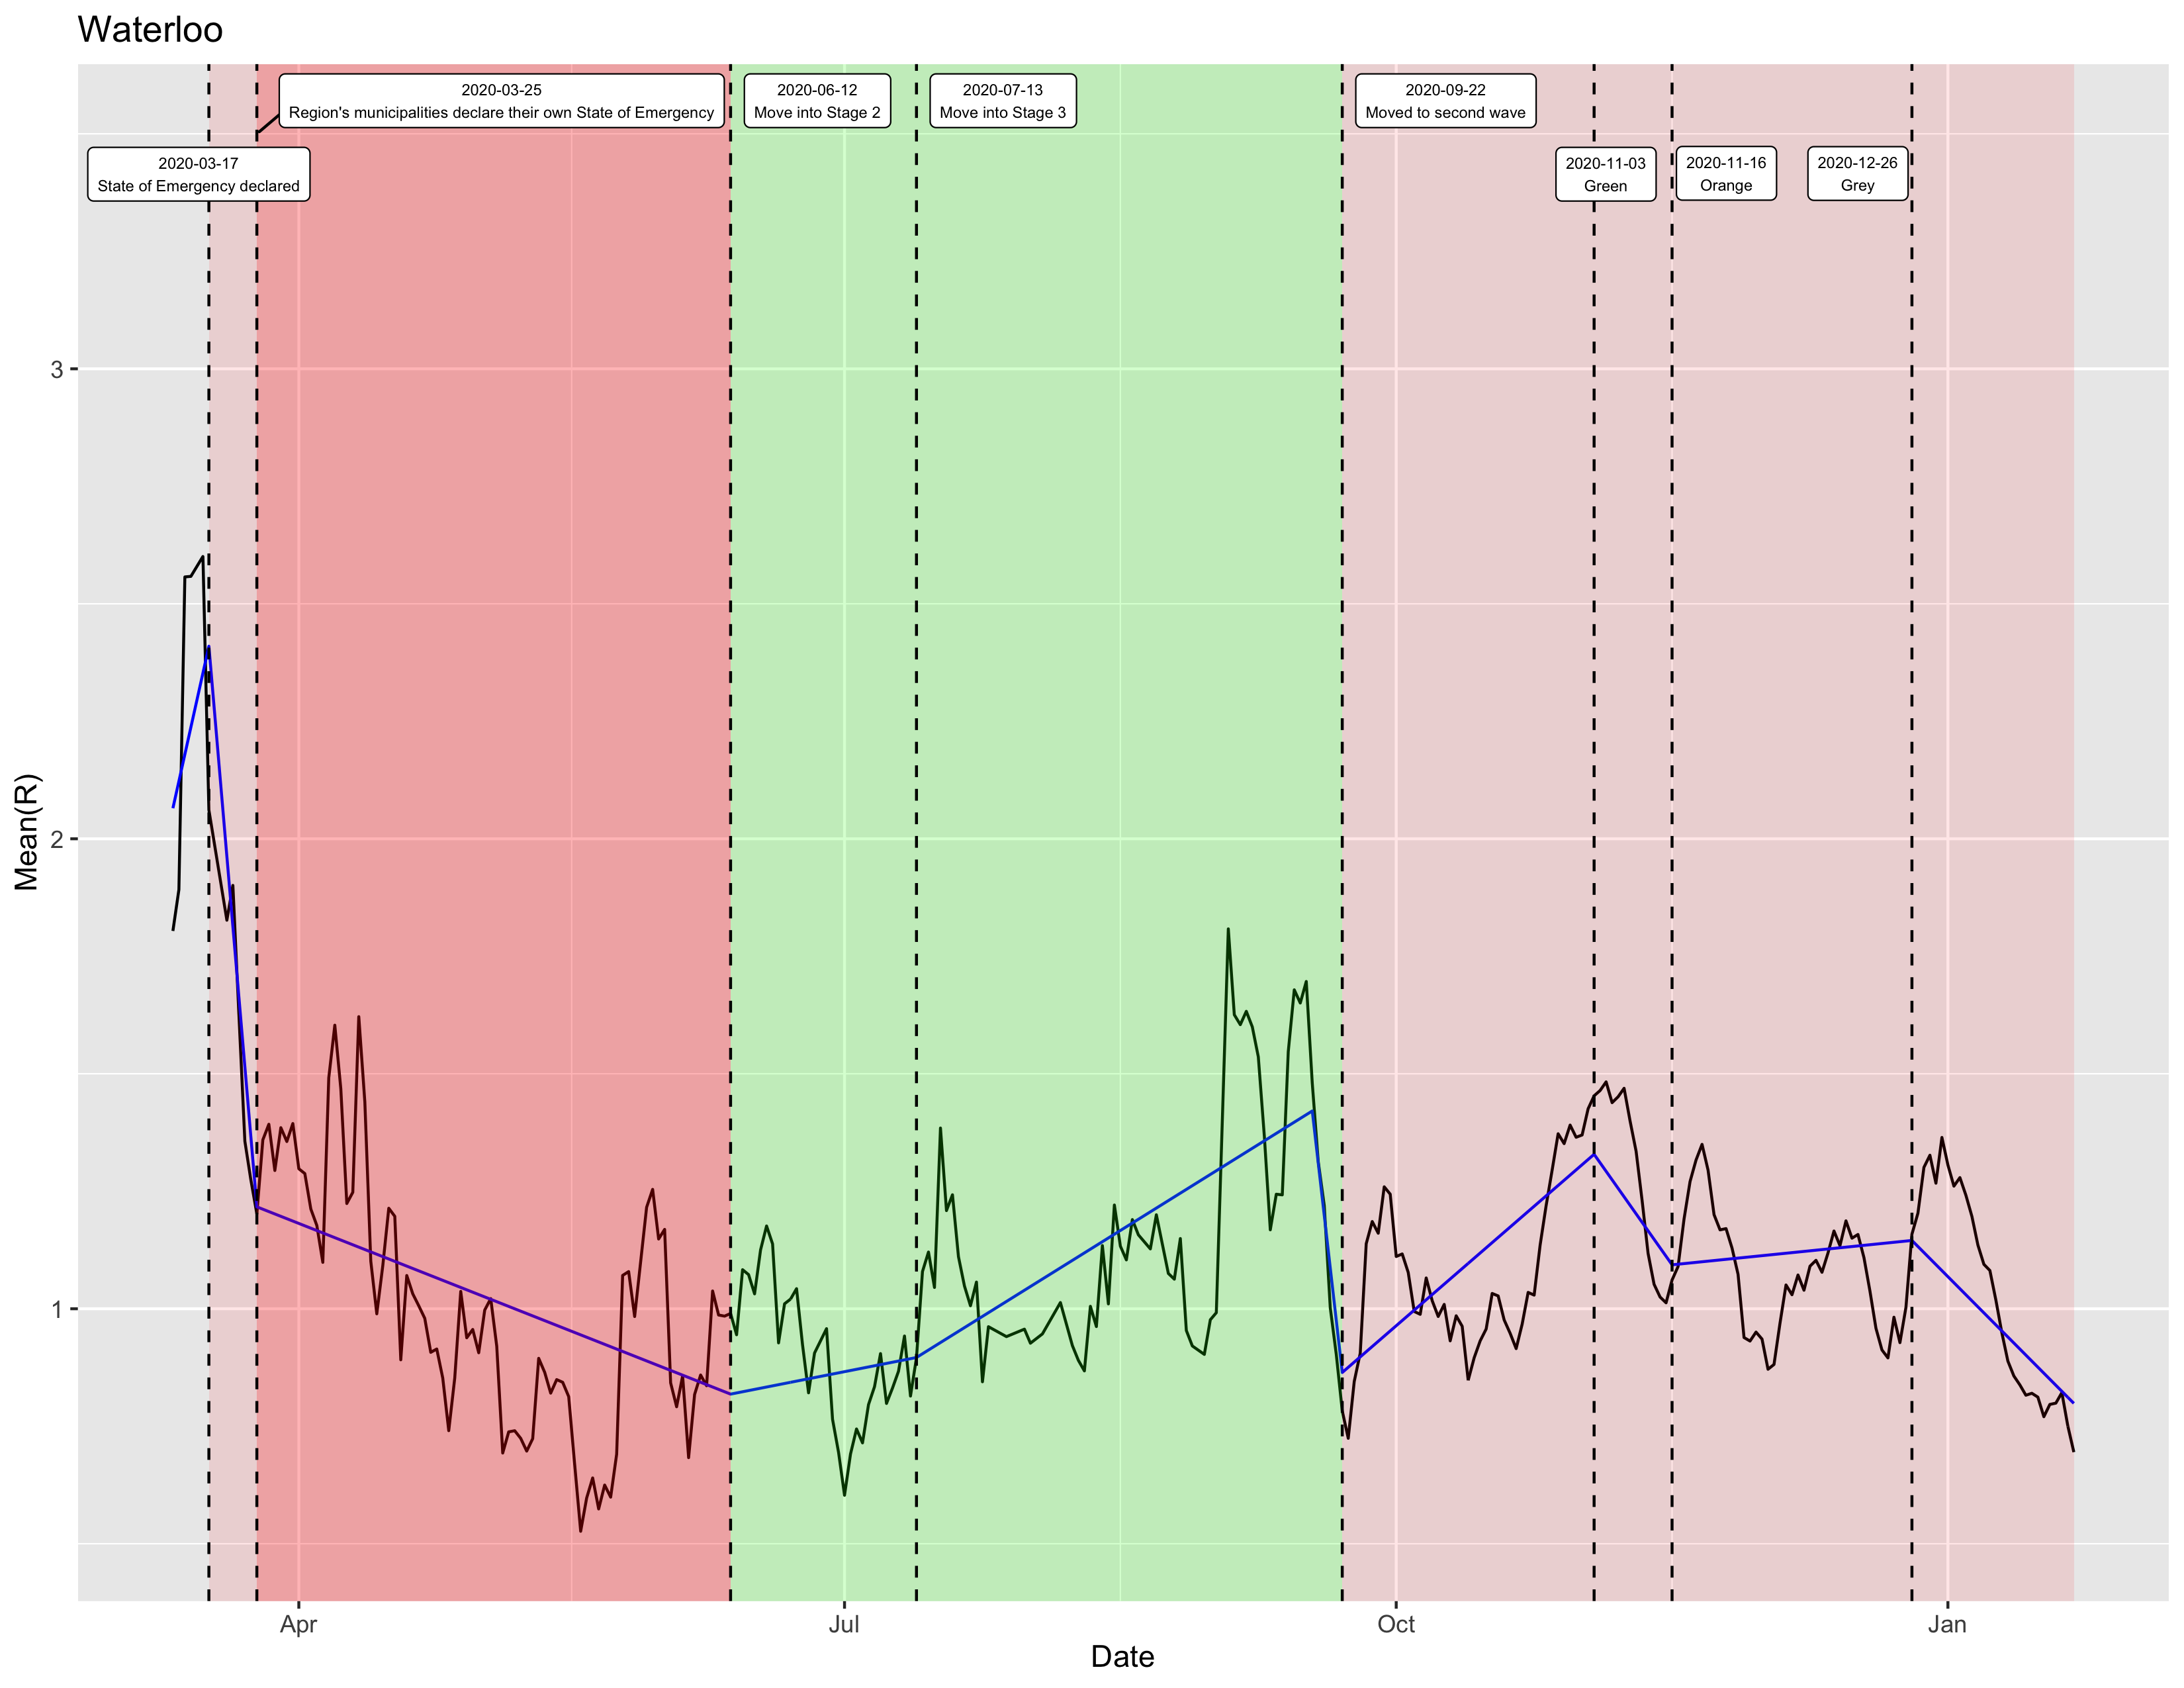 Waterloo
2020-03-25
Region's municipalities declare their own State of Emergency
2020-06-12
Move into Stage 2
2020-07-13
Move into Stage 3
2020-09-22
Moved to second wave
2020-03-17
State of Emergency declared
2020-11-03
Green
2020-11-16
Orange
2020-12-26
Grey
3
2
1
Mean(R)
Apr
Jul
Oct
Jan
Date